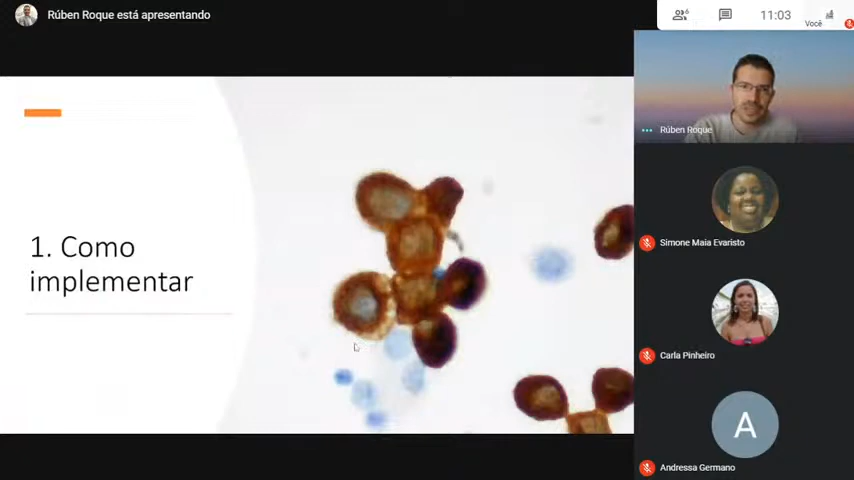 Rúben Roque está apresentando
6
11:03
Você
1. Como
implementar
Rúben Roque
Simone Maia Evaristo
Carla Pinheiro
A
Andressa Germano